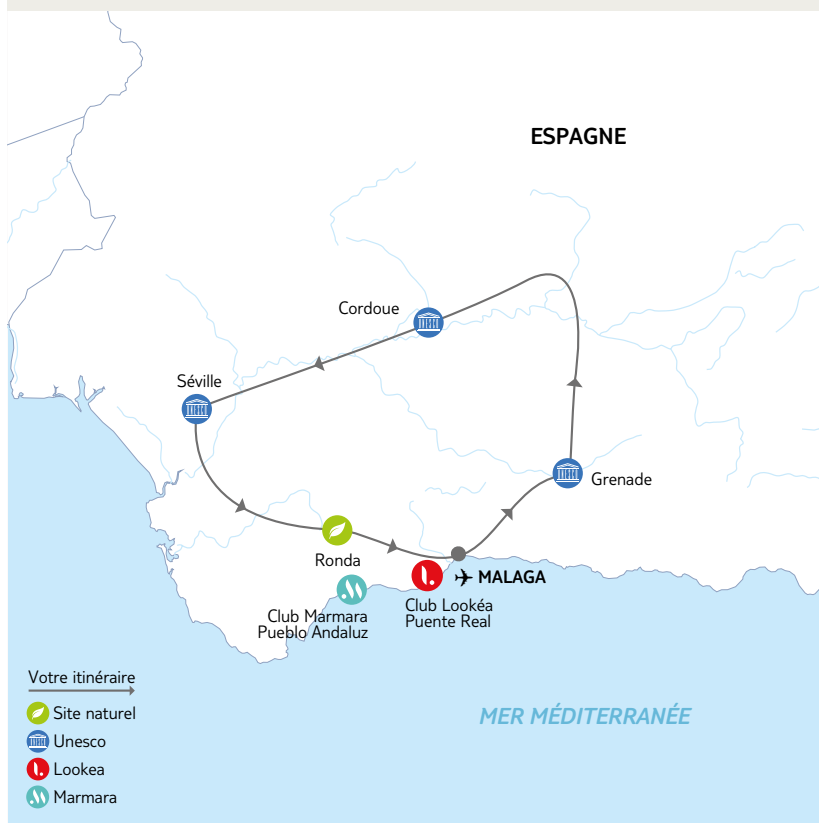 ESPAGNE
Cordoue
Séville
Grenade
Ronda
MALAGA
Club Marmara
Pueblo Andaluz
Club Lookéa
Puente Real
Votre itinéraire
Site naturel
Unesco
Lookea
Marmara
MER MÉDITERRANÉE